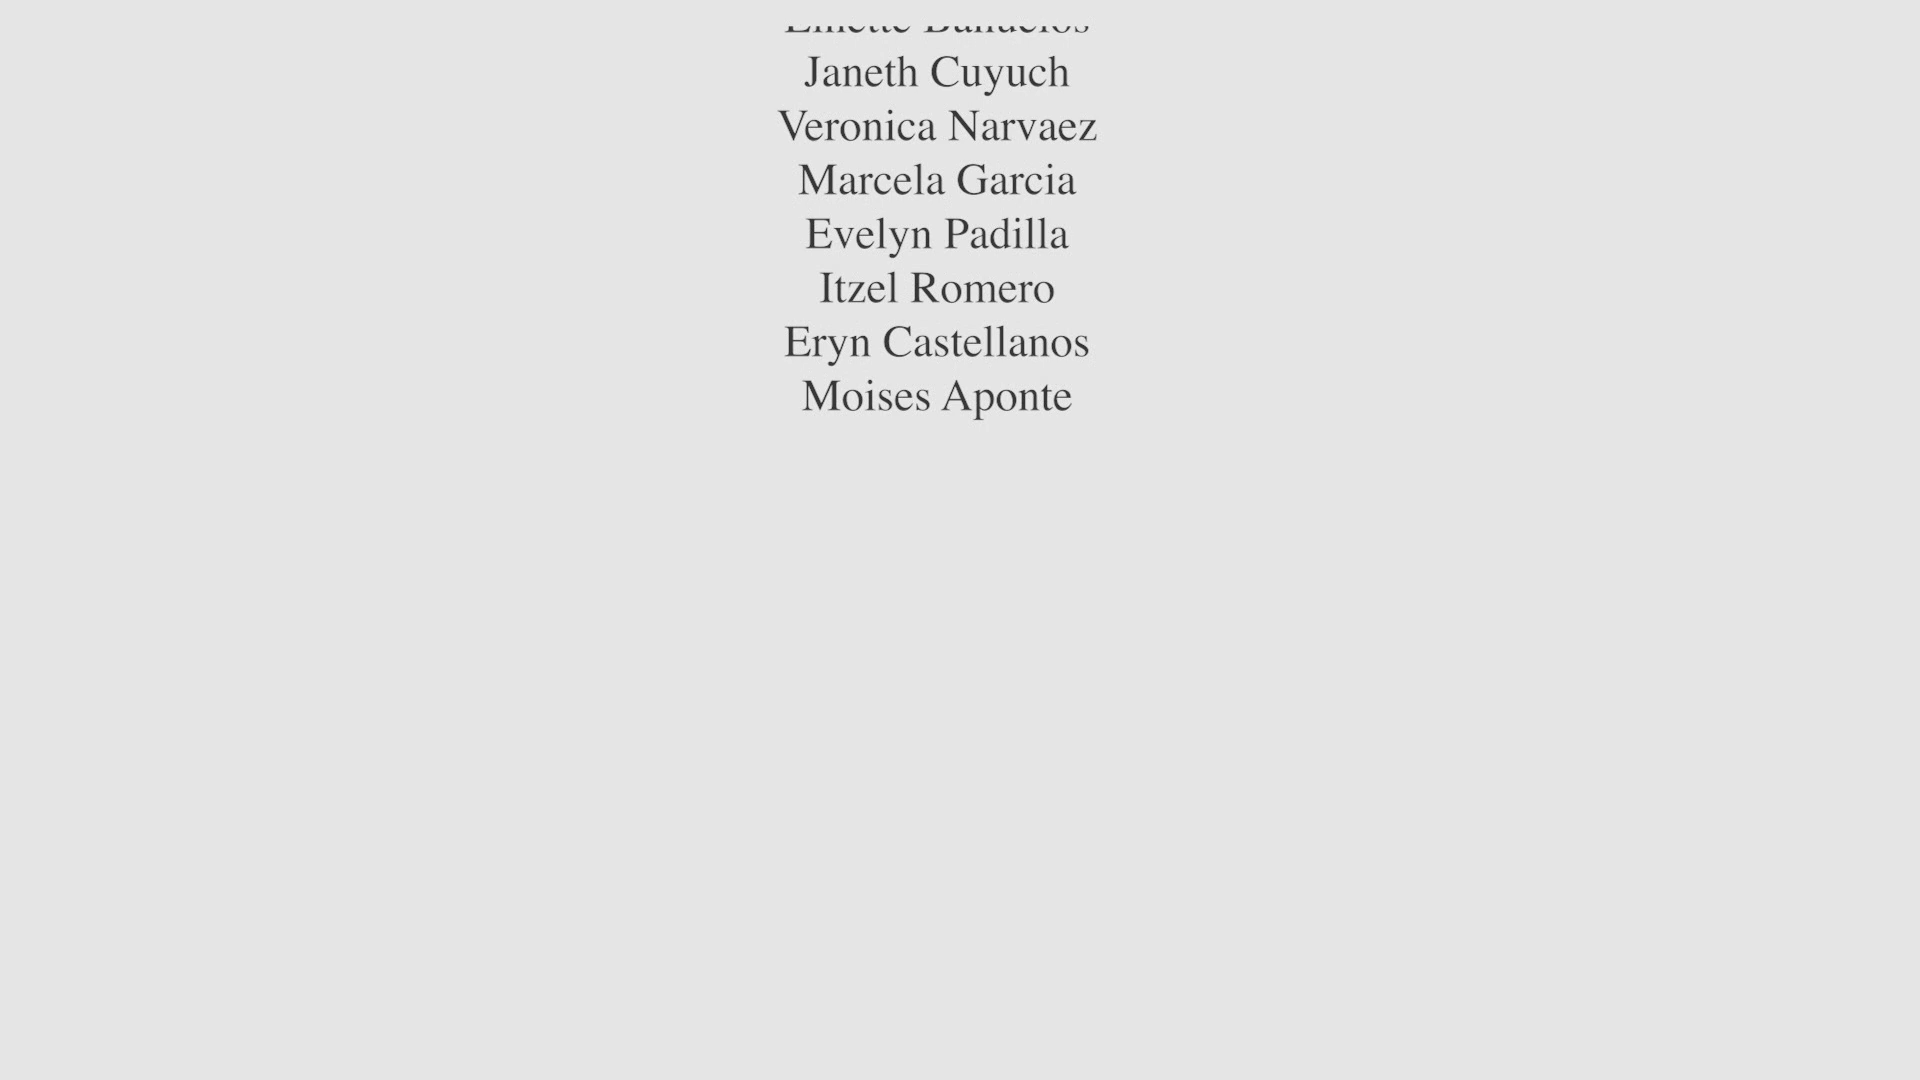 Janeth Cuyuch
Veronica Narvaez
Marcela Garcia
Evelyn Padilla
Itzel Romero
Eryn Castellanos
Moises Aponte